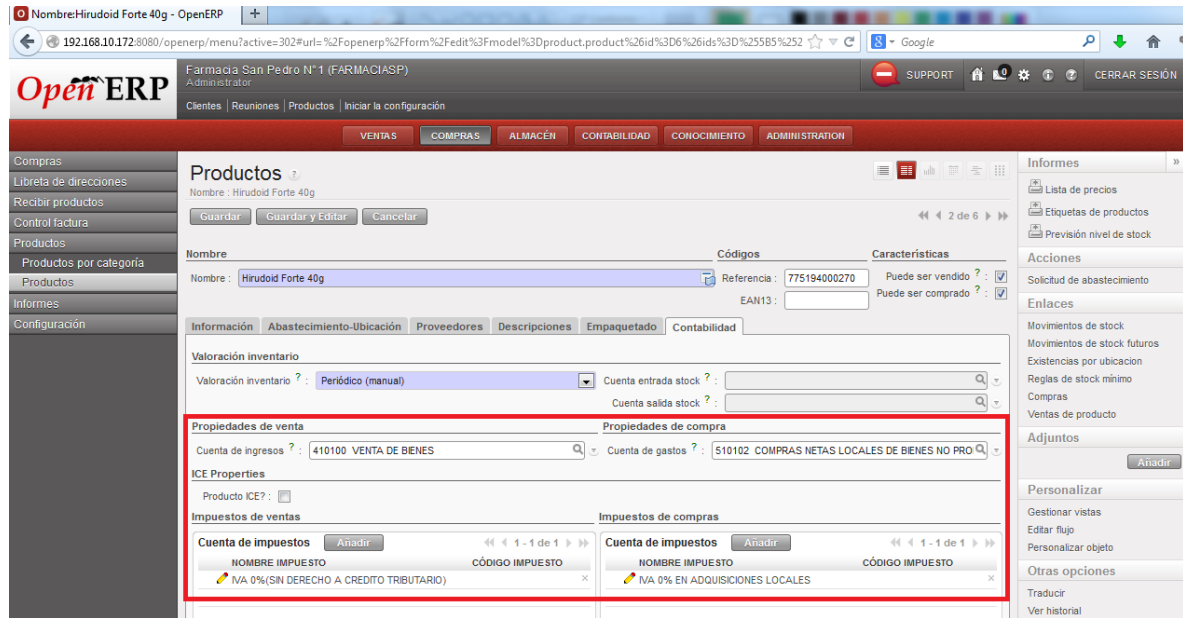 Nombre:Hirudoid Forte 40g - OpenERP
192.168.10.172:8080/openerp/menu?active=302#url=%2Fopenerp%2Fform%2Fedit%3Fmodel%3Dproduct.product%26id%3D6%26ids%3D%255B5%252
Google
OpenERP
Farmacia San Pedro N°1 (FARMACIASP)
Administrator
SUPPORT
0
CERRAR SESIÓN
Clientes | Reuniones | Productos | Iniciar la configuración
VENTAS COMPRAS ALMACÉN CONTABILIDAD CONOCIMIENTO ADMINISTRATION
Compras
Libreta de direcciones
Recibir productos
Control factura
Productos
Productos por categoría
Productos
Informes
Configuración
Productos ?
Nombre : Hirudoid Forte 40g
Guardar Guardar y Editar Cancelar
2 de 6
Nombre
Códigos
Características
Nombre : Hirudoid Forte 40g
Referencia : 775194000270
Puede ser vendido ? :
EAN13 :
Puede ser comprado ? :
Información Abastecimiento-Ubicación Proveedores Descripciones Empaquetado Contabilidad
Valoración inventario
Valoración inventario ? : Periódico (manual)
Cuenta entrada stock ? :
Cuenta salida stock ? :
Propiedades de venta
Propiedades de compra
Cuenta de ingresos ? : 410100 VENTA DE BIENES
Cuenta de gastos ? : 510102 COMPRAS NETAS LOCALES DE BIENES NO PRO
ICE Properties
Producto ICE? :
Impuestos de ventas
Impuestos de compras
Cuenta de impuestos Añadir 1 - 1 de 1
Cuenta de impuestos Añadir 1 - 1 de 1
NOMBRE IMPUESTO CÓDIGO IMPUESTO
NOMBRE IMPUESTO CÓDIGO IMPUESTO
IVA 0%(SIN DERECHO A CREDITO TRIBUTARIO)
IVA 0% EN ADQUISICIONES LOCALES
Informes
Lista de precios
Etiquetas de productos
Previsión nivel de stock
Acciones
Solicitud de abastecimiento
Enlaces
Movimientos de stock
Movimientos de stock futuros
Existencias por ubicacion
Reglas de stock mínimo
Compras
Ventas de producto
Adjuntos
Añadir
Personalizar
Gestionar vistas
Editar flujo
Personalizar objeto
Otras opciones
Traducir
Ver historial